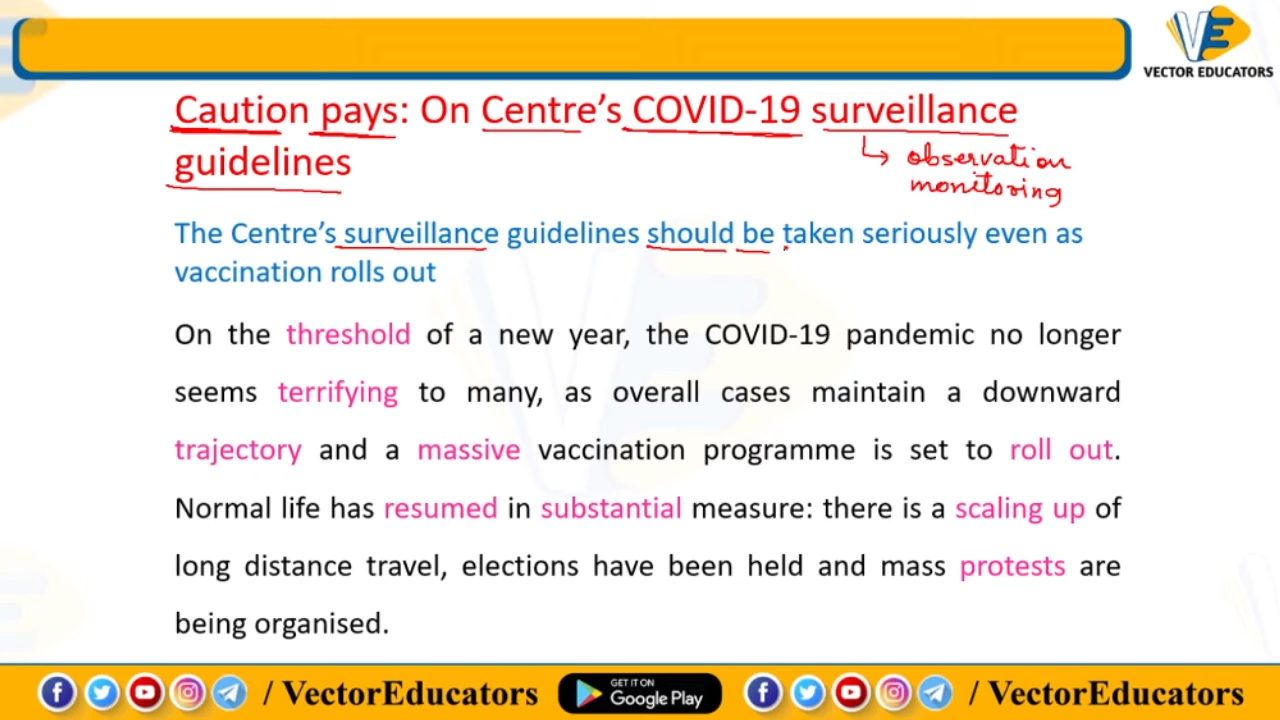 VE
VECTOR EDUCATORS
Caution pays: On Centre’s COVID-19 surveillance
guidelines
observation
monitoring
The Centre’s surveillance guidelines should be taken seriously even as
vaccination rolls out
On the threshold of a new year, the COVID-19 pandemic no longer
seems terrifying to many, as overall cases maintain a downward
trajectory and a massive vaccination programme is set to roll out.
Normal life has resumed in substantial measure: there is a scaling up of
long distance travel, elections have been held and mass protests are
being organised.
/ VectorEducators GET IT ON Google Play / VectorEducators